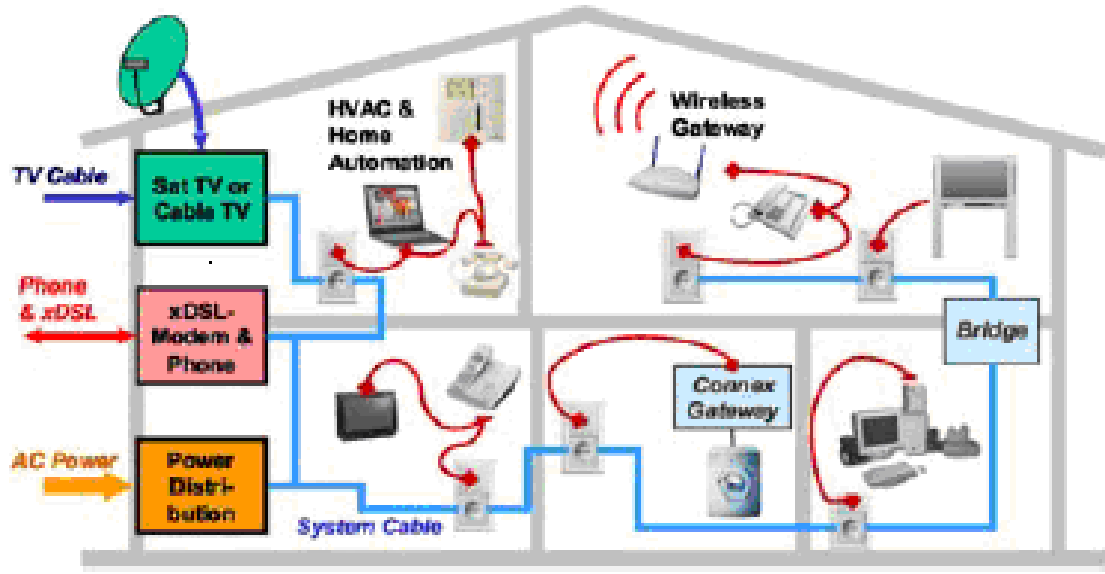 HVAC &
Home
Automation
Wireless
Gateway
TV Cable
Sat TV or
Cable TV
Phone
& xDSL
xDSL-
Modem &
Phone
Bridge
Connex
Gateway
AC Power
Power
Distri-
bution
System Cable